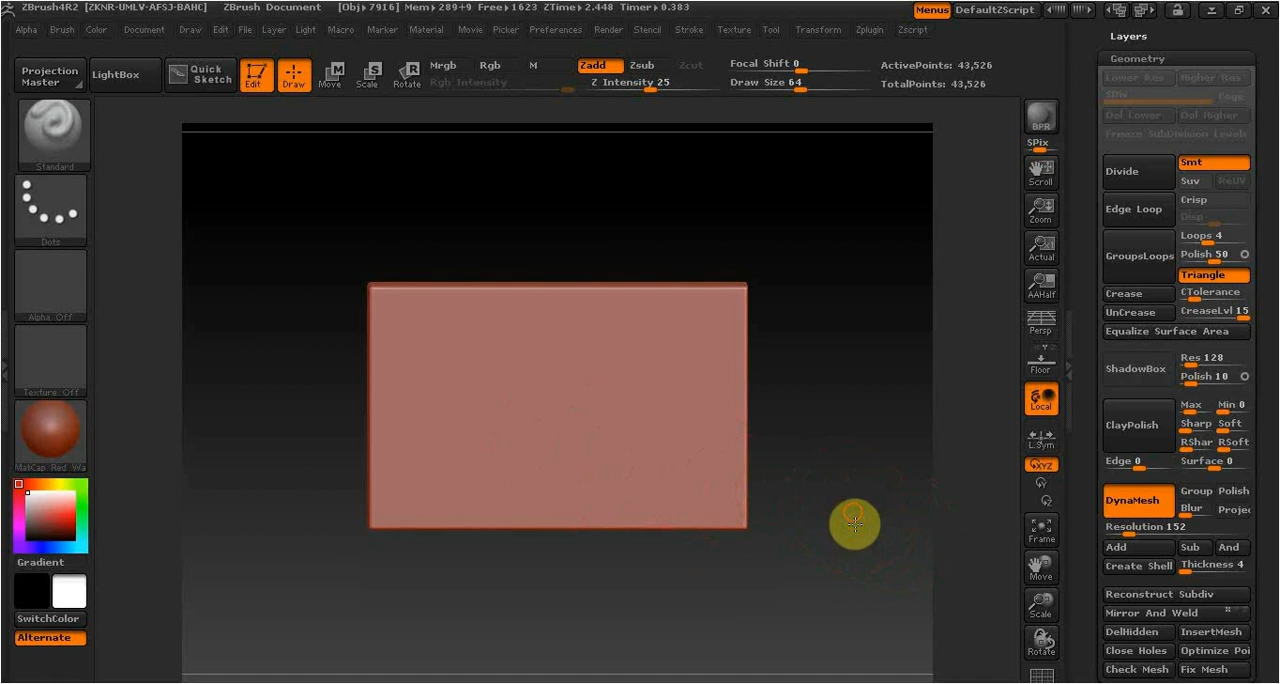 ZBrush4R2 [ZKNR-UMLV-AFSJ-BAHC] ZBrush Document [Obj▸ 7916] Mem▸ 289+9 Free▸ 1623 ZTime▸ 2.448 Timer▸ 0.383 Menus DefaultZScript
Alpha Brush Color Document Draw Edit File Layer Light Macro Marker Material Movie Picker Preferences Render Stencil Stroke Texture Tool Transform Zplugin Zscript
Projection Master
LightBox
Quick Sketch
Edit
Draw
Move
Scale
Rotate
Mrgb Rgb M
Rgb Intensity
Zadd Zsub Zcut
Z Intensity 25
Focal Shift 0
Draw Size 64
ActivePoints: 43,526
TotalPoints: 43,526
Standard
Dots
Alpha Off
Texture Off
MatCap Red Wa
Gradient
SwitchColor
Alternate
BPR
SPix
Scroll
Zoom
Actual
AAHalf
Persp
Floor
Local
L.Sym
XYZ
Y
Z
Frame
Move
Scale
Rotate
Layers
Geometry
Lower Res Higher Res
SDiv
Del Lower Del Higher
Freeze SubDivision Levels
Divide
Smt
Suv ReUV
Edge Loop
Crisp
Disp
GroupsLoops
Loops 4
Polish 50
Triangle
Crease CTolerance
UnCrease CreaseLvl 15
Equalize Surface Area
ShadowBox
Res 128
Polish 10
ClayPolish
Max Min 0
Sharp Soft
RShar RSoft
Edge 0 Surface 0
DynaMesh
Group Polish
Blur Projec
Resolution 152
Add Sub And
Create Shell Thickness 4
Reconstruct Subdiv
Mirror And Weld
DelHidden InsertMesh
Close Holes Optimize Poi
Check Mesh Fix Mesh